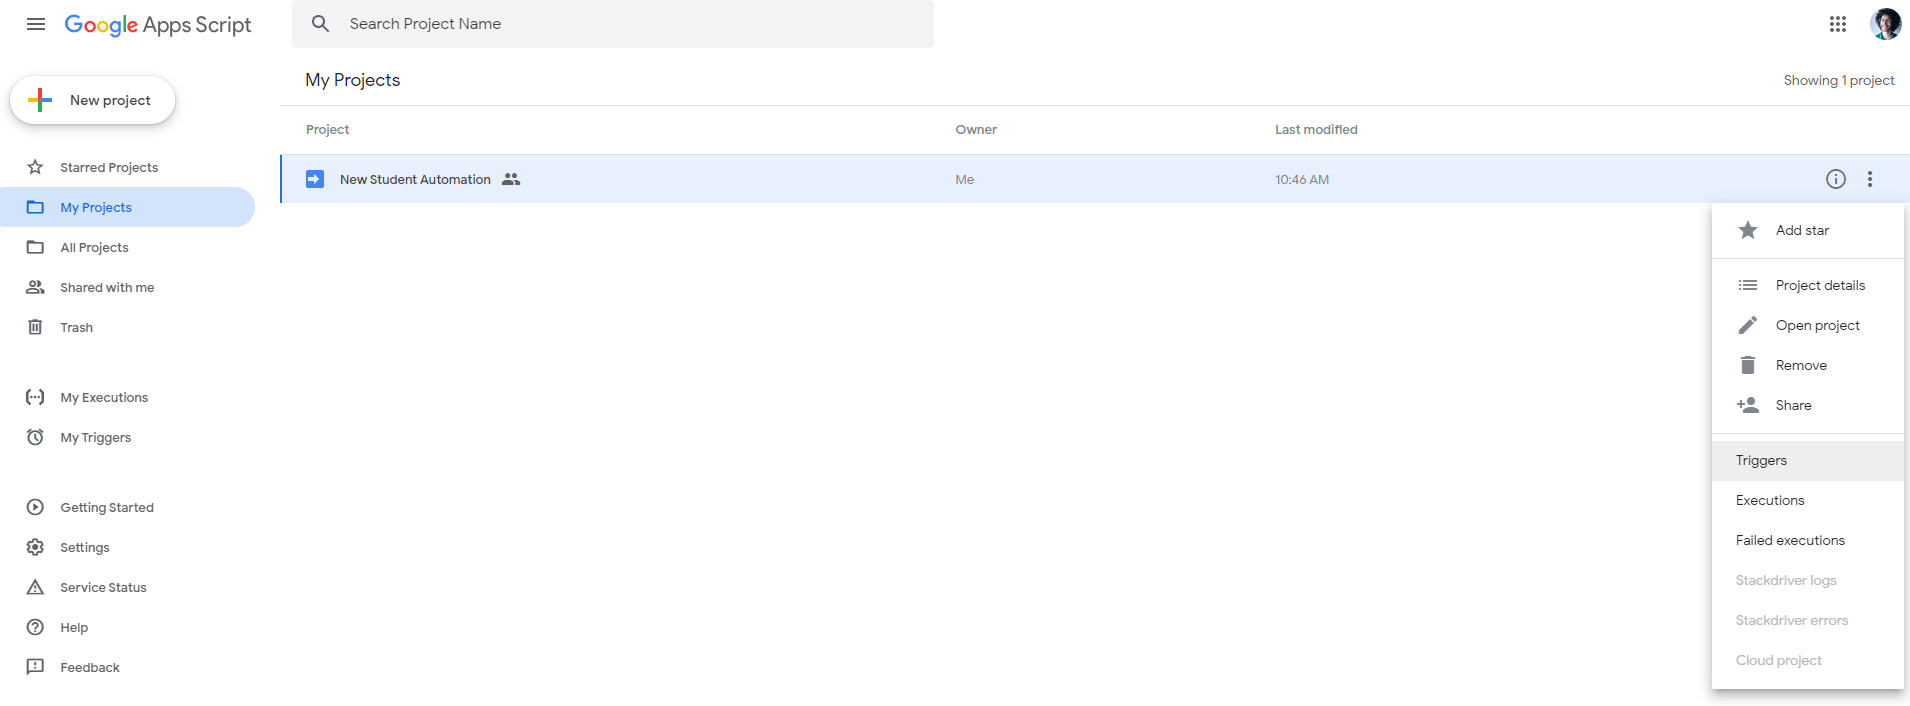 Google Apps Script
Search Project Name
New project
Starred Projects
My Projects
All Projects
Shared with me
Trash
My Executions
My Triggers
Getting Started
Settings
Service Status
Help
Feedback
My Projects
Showing 1 project
Project Owner Last modified
New Student Automation Me 10:46 AM
Add star
Project details
Open project
Remove
Share
Triggers
Executions
Failed executions
Stackdriver logs
Stackdriver errors
Cloud project